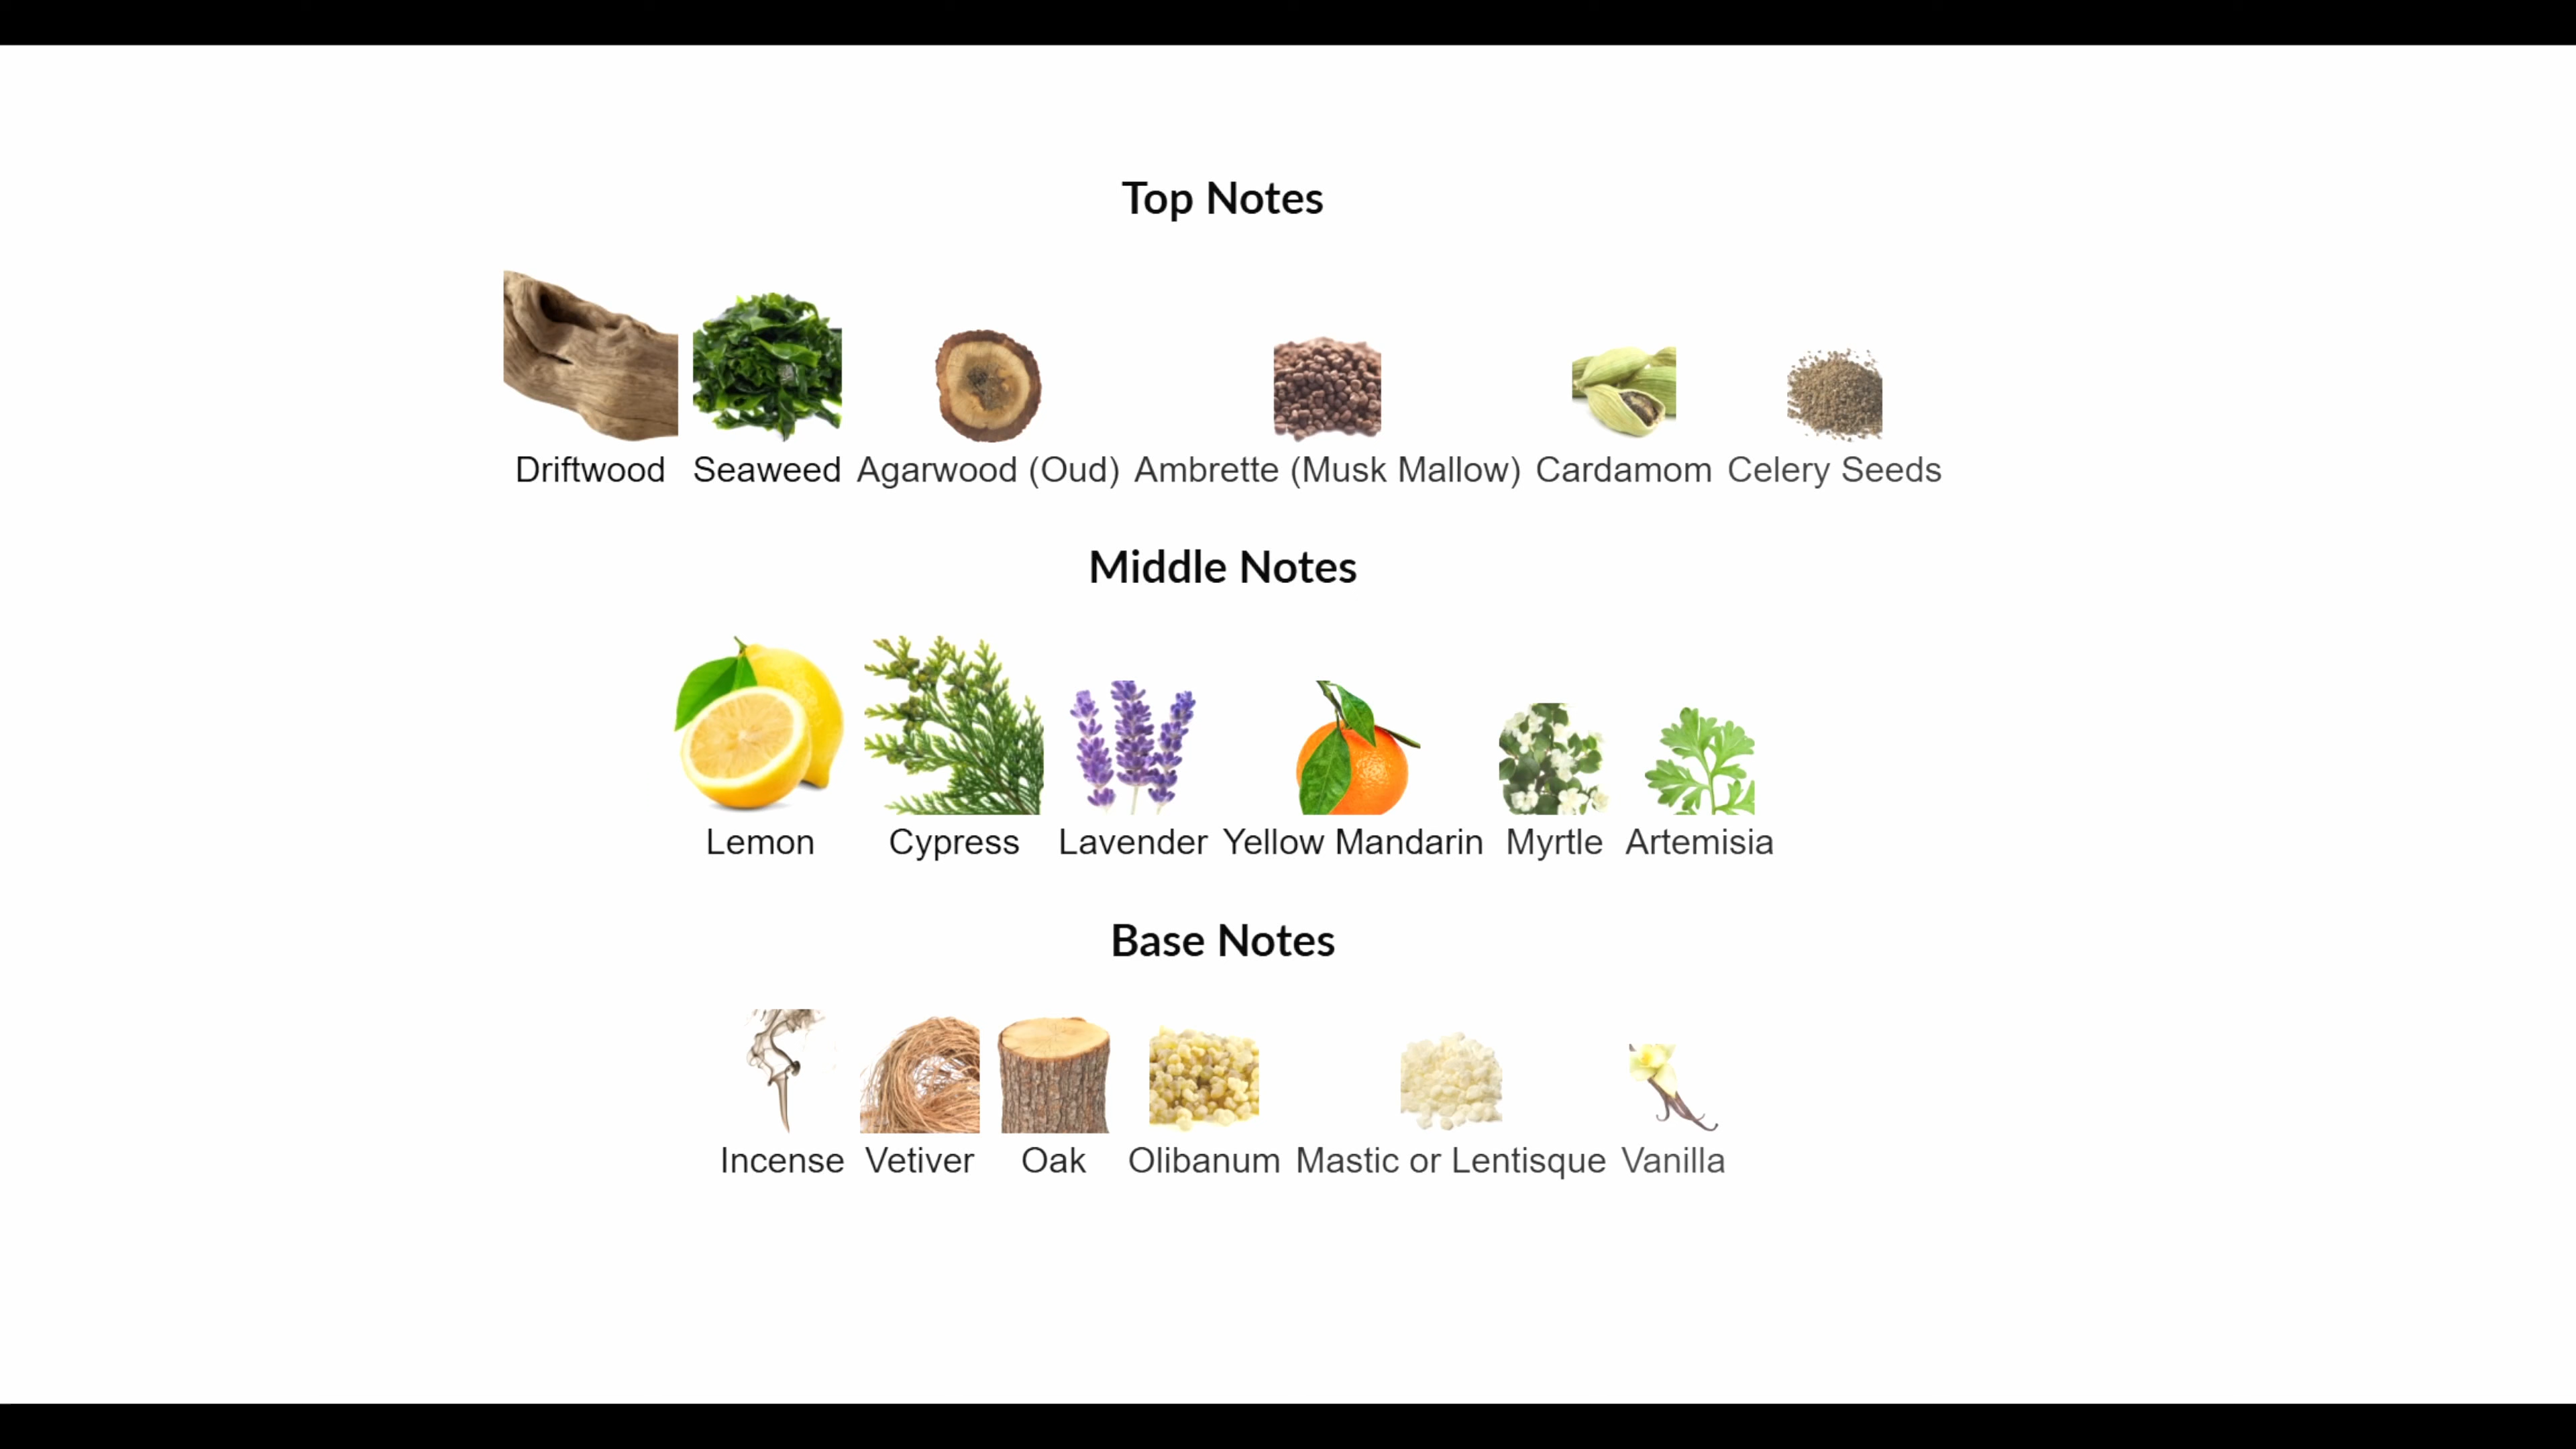 Top Notes
Driftwood Seaweed Agarwood (Oud) Ambrette (Musk Mallow) Cardamom Celery Seeds
Middle Notes
Lemon Cypress Lavender Yellow Mandarin Myrtle Artemisia
Base Notes
Incense Vetiver Oak Olibanum Mastic or Lentisque Vanilla